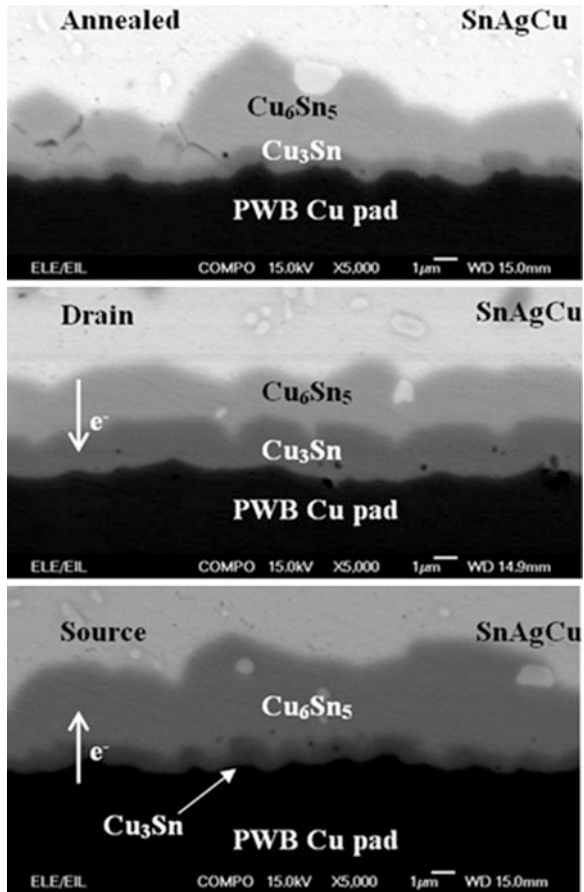 Annealed SnAgCu
Cu₆Sn₅
Cu₃Sn
PWB Cu pad
ELE/EIL COMPO 15.0kV X5,000 1μm WD 15.0mm
Drain SnAgCu
Cu₆Sn₅
e⁻
Cu₃Sn
PWB Cu pad
ELE/EIL COMPO 15.0kV X5,000 1μm WD 14.9mm
Source SnAgCu
Cu₆Sn₅
e⁻
Cu₃Sn
PWB Cu pad
ELE/EIL COMPO 15.0kV X5,000 1μm WD 15.0mm